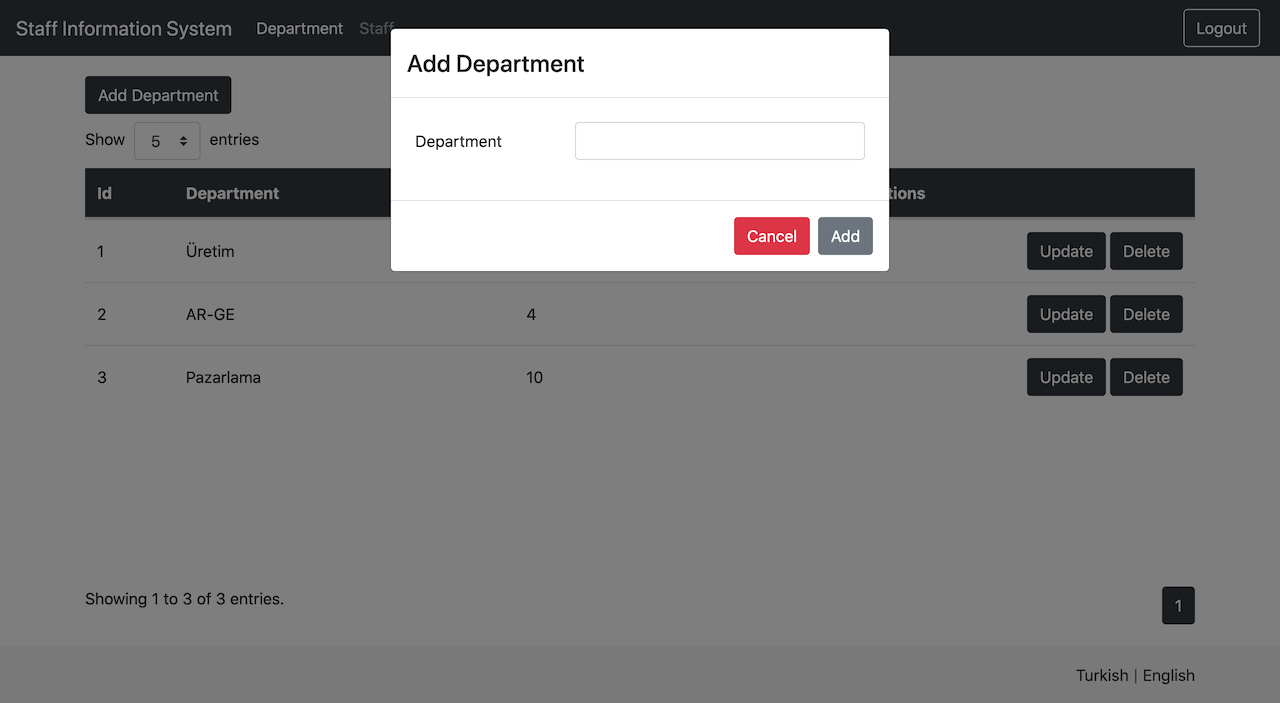 Staff Information System Department Staff Logout
Add Department
Add Department
Show 5 entries
Department
Id Department
Cancel Add
1 Üretim Update Delete
2 AR-GE 4 Update Delete
3 Pazarlama 10 Update Delete
Showing 1 to 3 of 3 entries.
1
Turkish | English